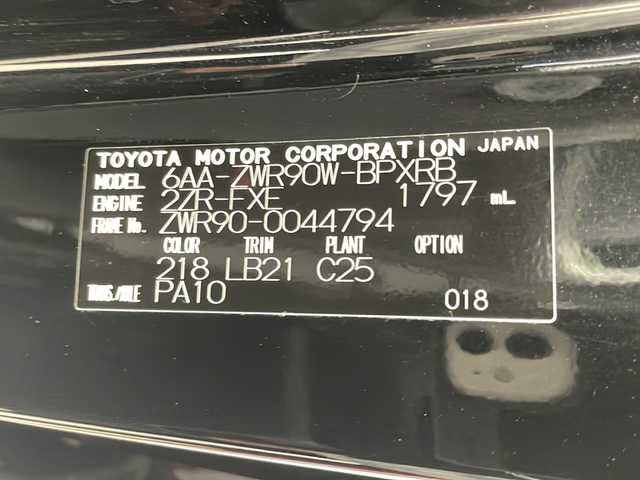 TOYOTA MOTOR CORPORATION JAPAN
MODEL 6AA-ZWR90W-BPXRB
ENGINE 2ZR-FXE 1797 mL
FRAME No. ZWR90-0044794
COLOR TRIM PLANT OPTION
218 LB21 C25
TRANS/AXLE PA10 018